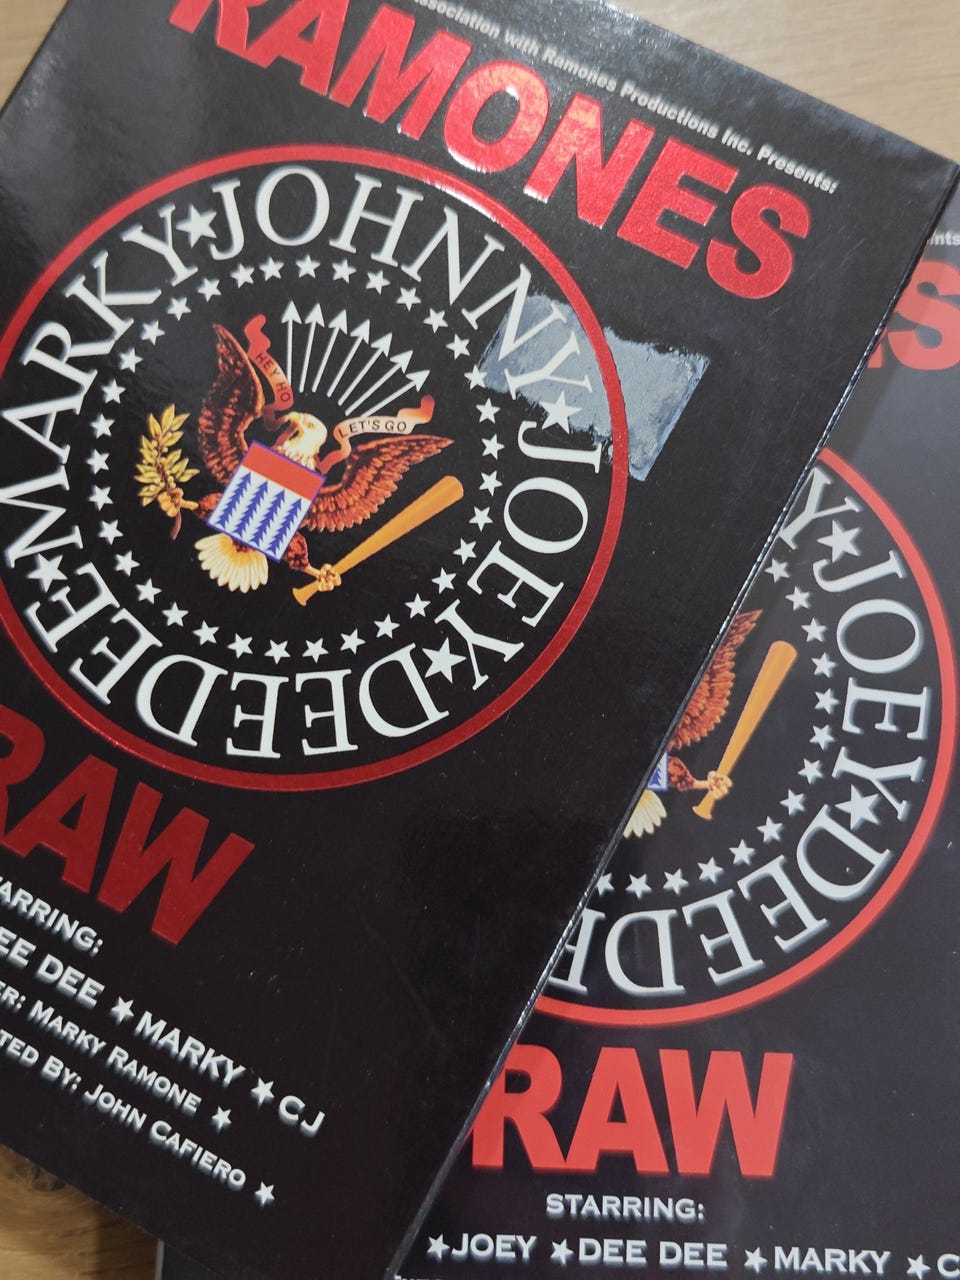 Association with Ramones Productions Inc. Presents:
RAMONES
MARKY★JOHNNY★JOEY★DEEDEE★
HEY HO
LET'S GO
RAW
STARRING:
DEE DEE ★MARKY ★CJ
MARKY RAMONE ★
BY: JOHN CAFIERO ★
★JOEY★DEEDEE
RAW
STARRING:
★JOEY ★DEE DEE ★MARKY ★C